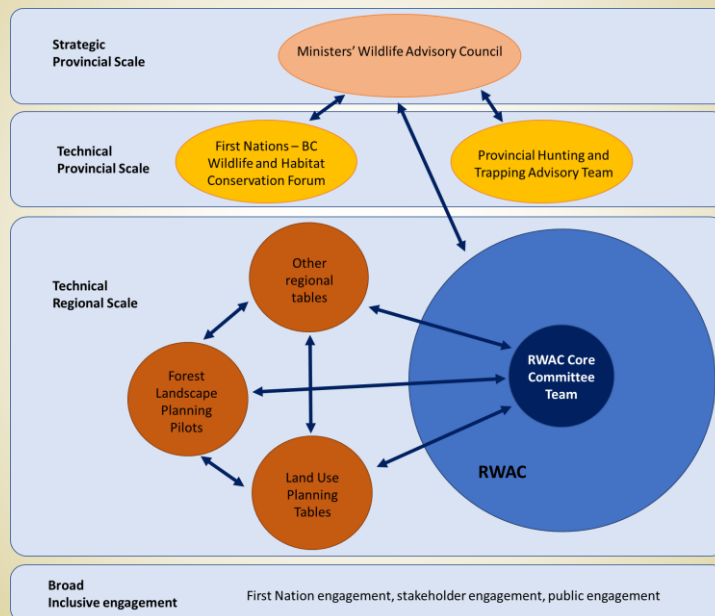 Strategic
Provincial Scale
Ministers' Wildlife Advisory Council
Technical
Provincial Scale
First Nations – BC
Wildlife and Habitat
Conservation Forum
Provincial Hunting and
Trapping Advisory Team
Technical
Regional Scale
Other
regional
tables
Forest
Landscape
Planning
Pilots
Land Use
Planning
Tables
RWAC Core
Committee
Team
RWAC
Broad
Inclusive engagement
First Nation engagement, stakeholder engagement, public engagement